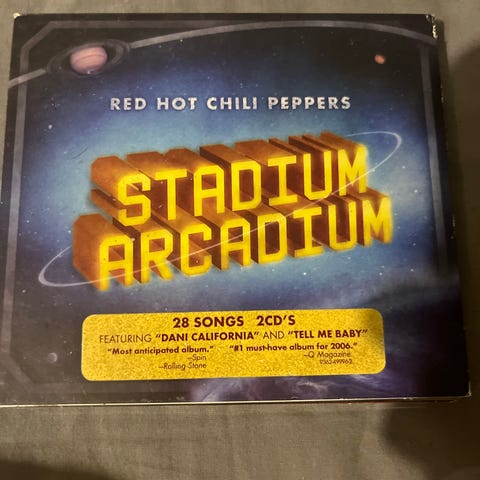 RED HOT CHILI PEPPERS
STADIUM
ARCADIUM
28 SONGS 2CD'S
FEATURING "DANI CALIFORNIA" AND "TELL ME BABY"
"Most anticipated album." "#1 must-have album for 2006."
—Spin —Q Magazine
—Rolling Stone